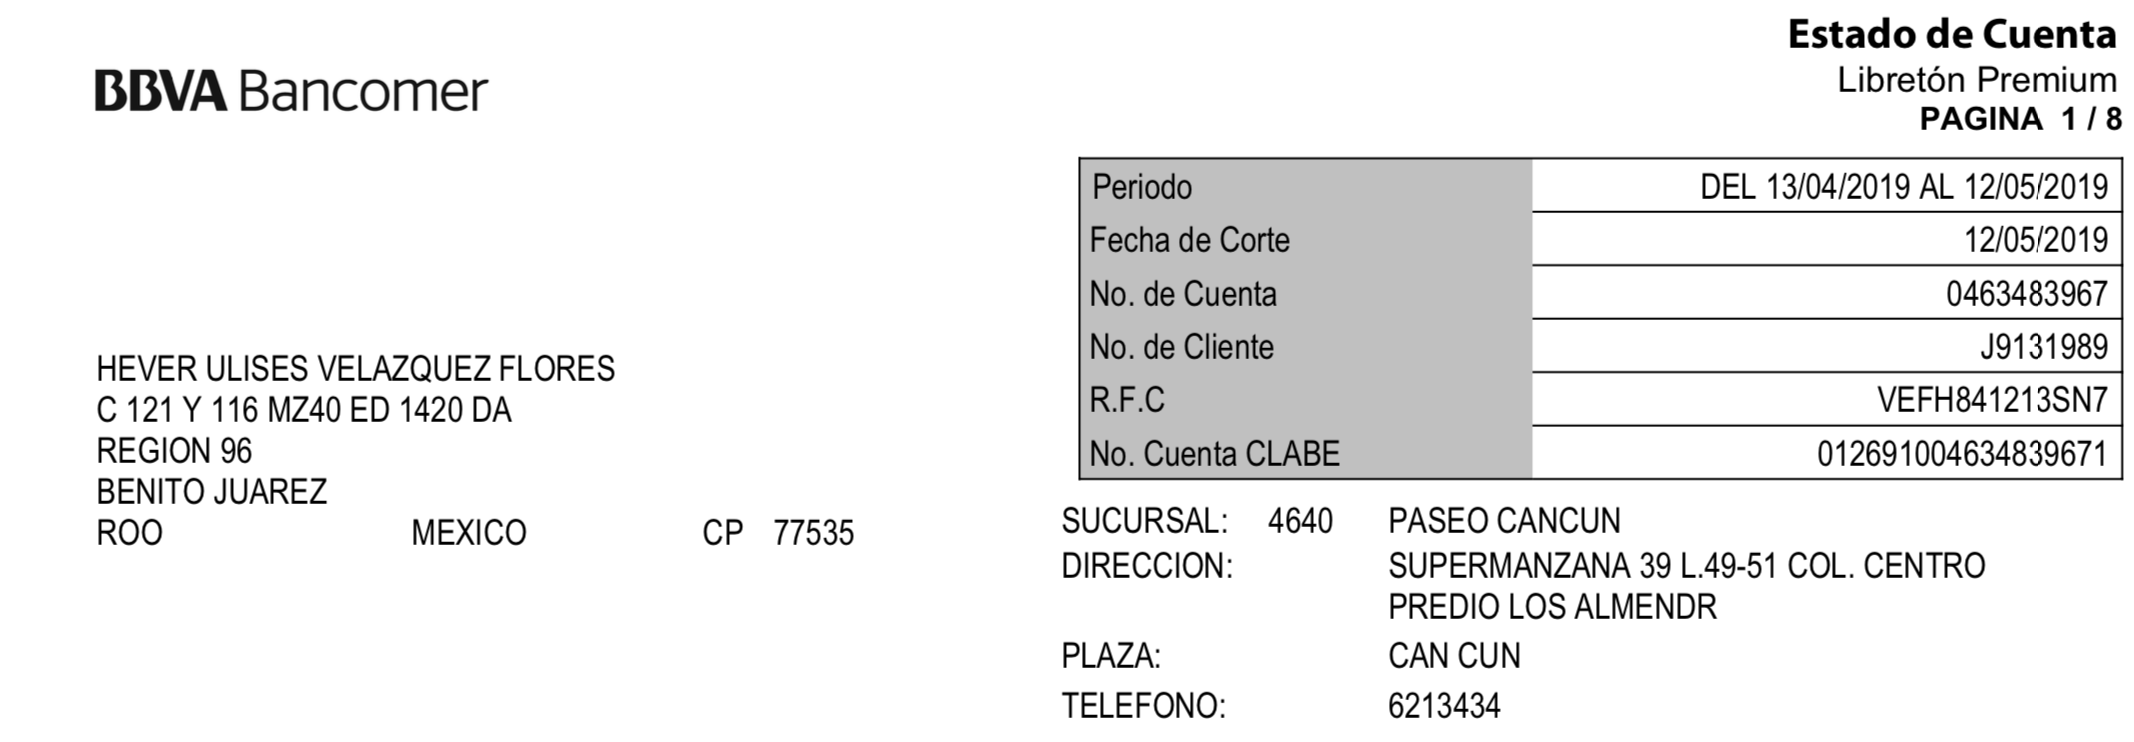 Estado de Cuenta
Libretón Premium
PAGINA 1 / 8
BBVA Bancomer
Periodo DEL 13/04/2019 AL 12/05/2019
Fecha de Corte 12/05/2019
No. de Cuenta 0463483967
No. de Cliente J9131989
R.F.C VEFH841213SN7
No. Cuenta CLABE 012691004634839671
HEVER ULISES VELAZQUEZ FLORES
C 121 Y 116 MZ40 ED 1420 DA
REGION 96
BENITO JUAREZ
ROO MEXICO CP 77535
SUCURSAL: 4640 PASEO CANCUN
DIRECCION: SUPERMANZANA 39 L.49-51 COL. CENTRO
PREDIO LOS ALMENDR
PLAZA: CAN CUN
TELEFONO: 6213434